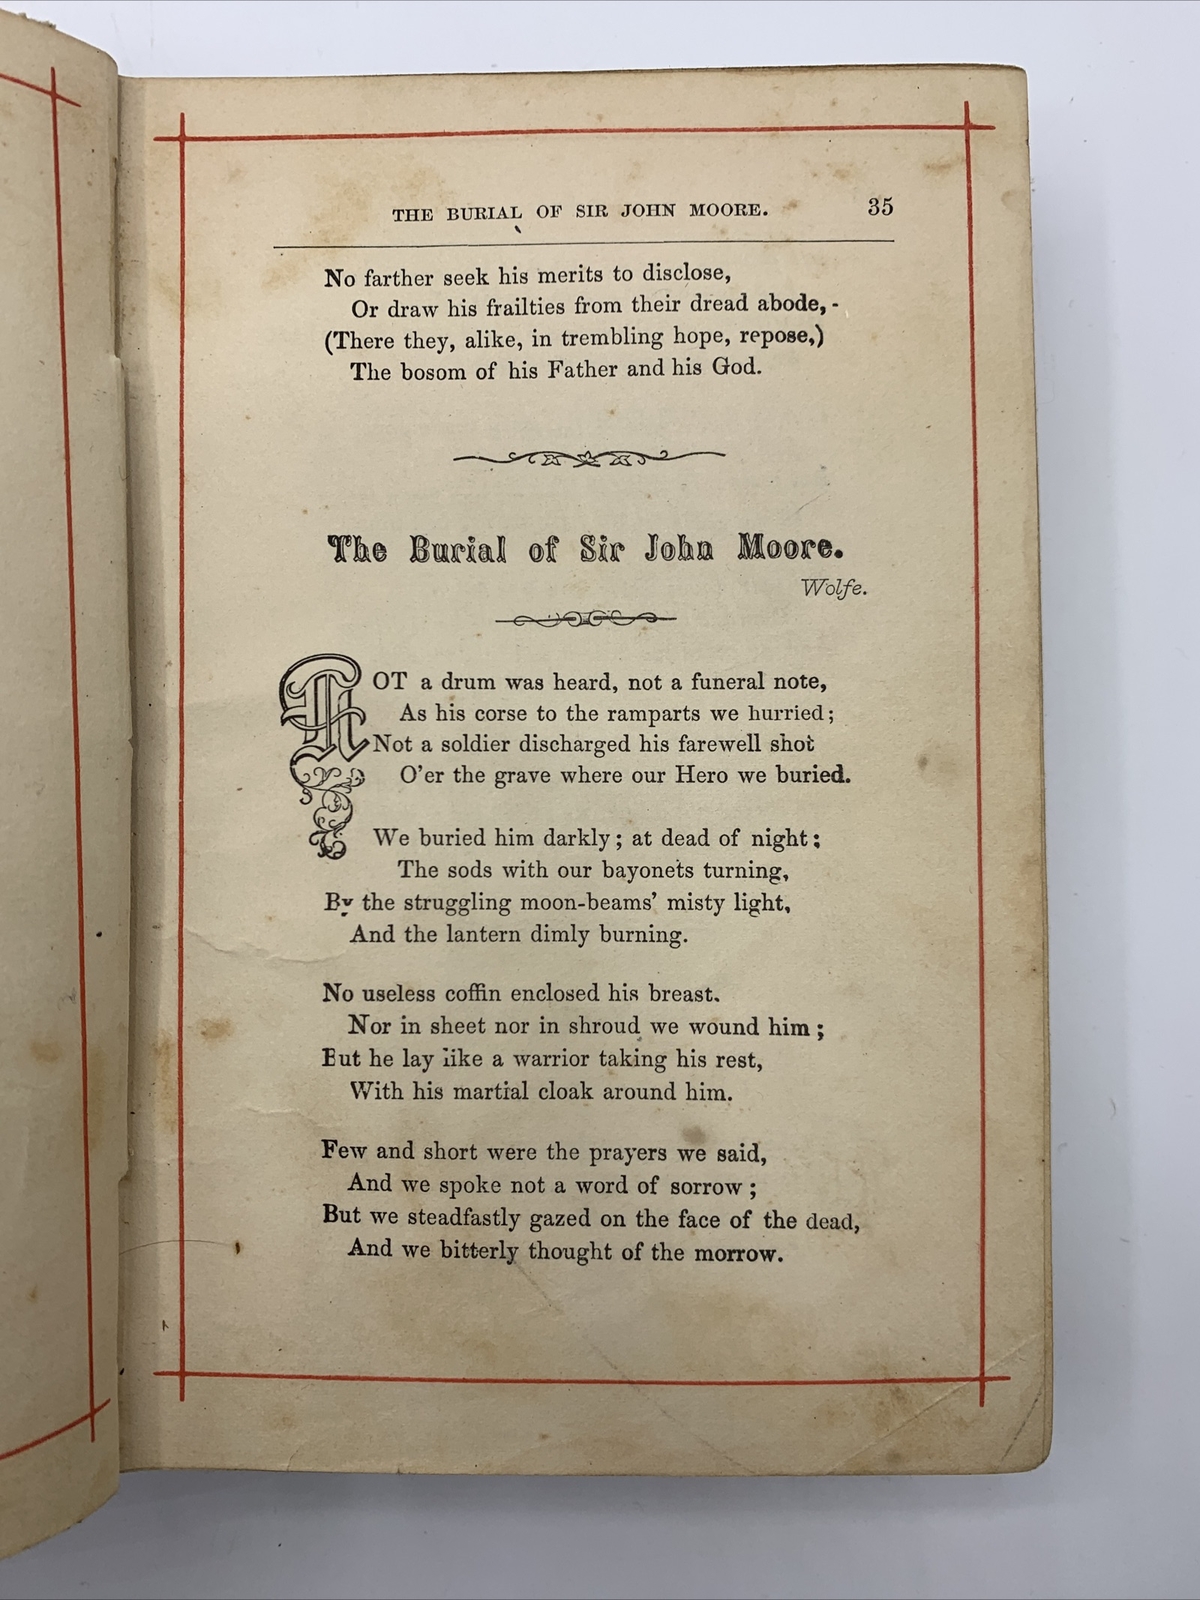 THE BURIAL OF SIR JOHN MOORE. 35
No farther seek his merits to disclose,
Or draw his frailties from their dread abode, -
(There they, alike, in trembling hope, repose,)
The bosom of his Father and his God.
The Burial of Sir John Moore.
Wolfe.
NOT a drum was heard, not a funeral note,
As his corse to the ramparts we hurried;
Not a soldier discharged his farewell shot
O'er the grave where our Hero we buried.
We buried him darkly; at dead of night;
The sods with our bayonets turning,
By the struggling moon-beams' misty light,
And the lantern dimly burning.
No useless coffin enclosed his breast.
Nor in sheet nor in shroud we wound him;
But he lay like a warrior taking his rest,
With his martial cloak around him.
Few and short were the prayers we said,
And we spoke not a word of sorrow;
But we steadfastly gazed on the face of the dead,
And we bitterly thought of the morrow.